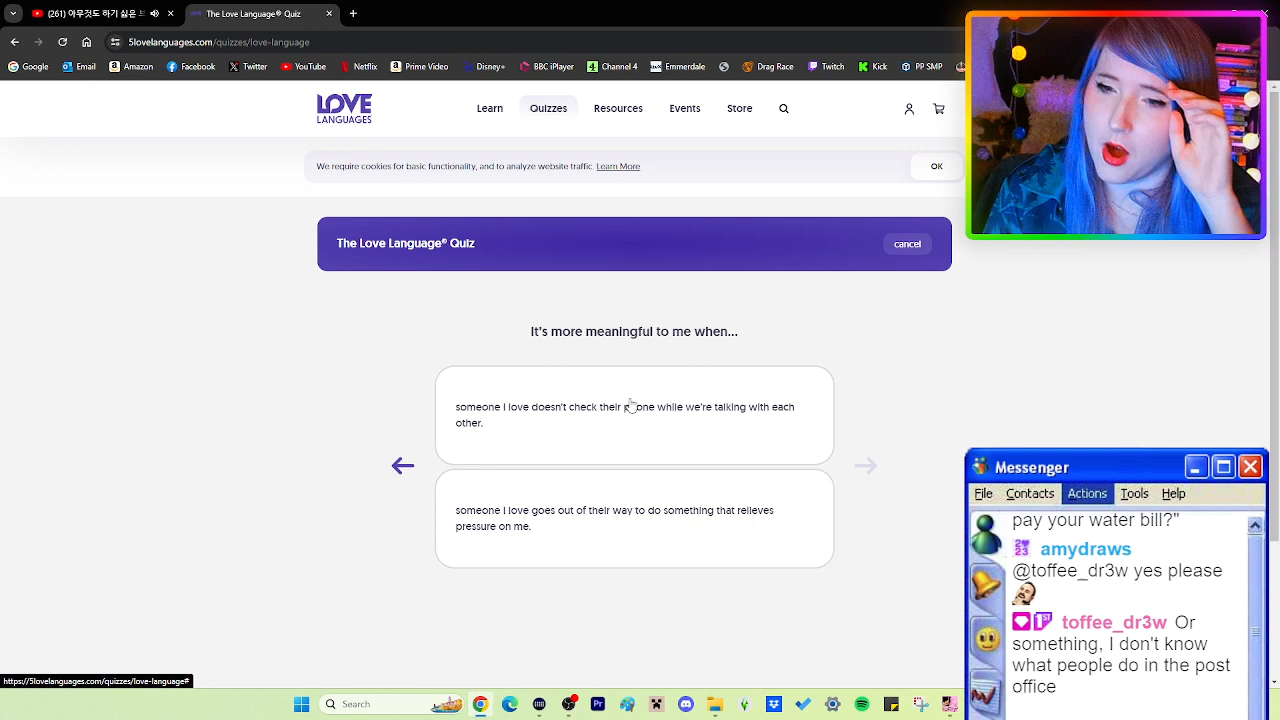 (261) 아무것도 하기 싫은 브
The Love Language® Quiz
5lovelanguages.com/quizzes/love-language
Google
Email
Amazon
Facebook
Twitter
YouTu
Netflix
Prime Video
Disney+
iPlayer
Channel 4
Emmerdale
Drag Race
Twitch
Kick
PP SMP
LOVE
LANGUAGES
Learn
Quizzes
Resources
Events
Store
We require cookies for basic functionality, and to analyze website traffic. Learn More
OK
The Love Language® Quiz
cancel
It's more meaningful to me when...
someone I love doesn't check their phone while we're talking with each
other.
someone I love goes out of their way to do something that relieves
pressure on me.
https://5lovelanguages.com/quizzes/love-language#
Search
Messenger
File Contacts Actions Tools Help
pay your water bill?"
amydraws
@toffee_dr3w yes please
1ST toffee_dr3w Or
something, I don't know
what people do in the post
office